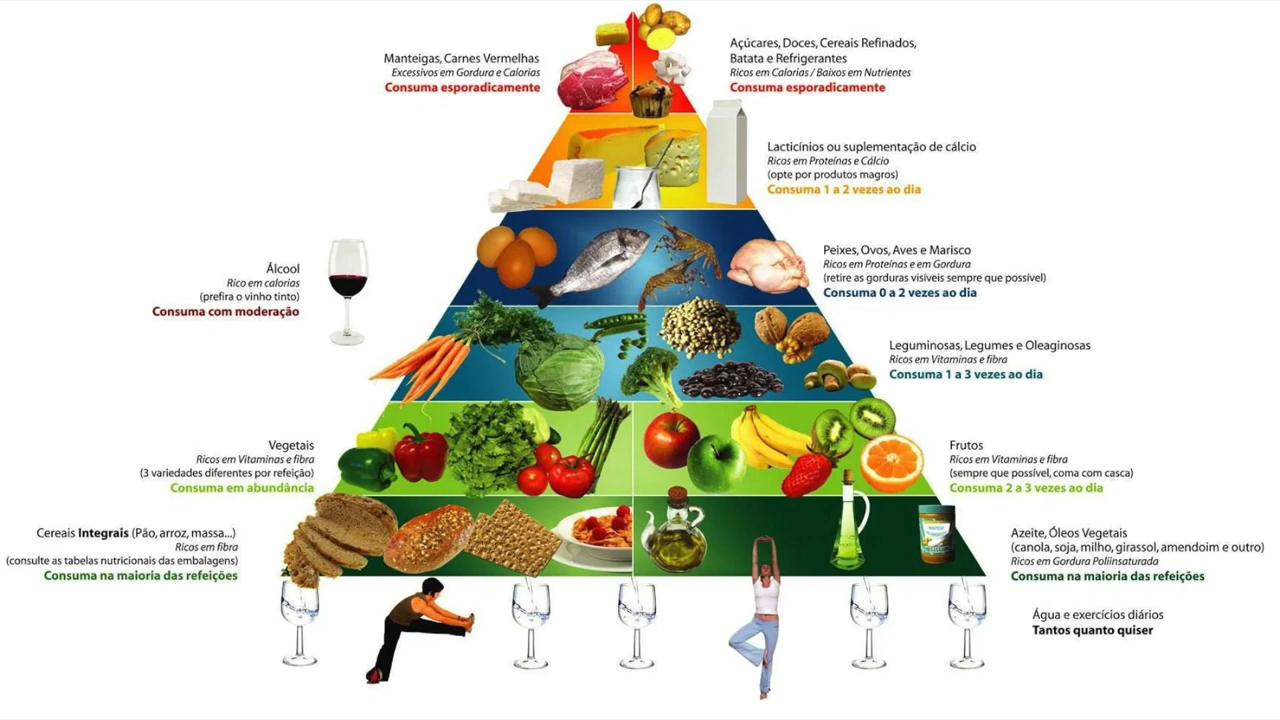 Manteigas, Carnes Vermelhas
Excessivos em Gordura e Calorias
Consuma esporadicamente
Açúcares, Doces, Cereais Refinados,
Batata e Refrigerantes
Ricos em Calorias / Baixos em Nutrientes
Consuma esporadicamente
Lacticínios ou suplementação de cálcio
Ricos em Proteínas e Cálcio
(opte por produtos magros)
Consuma 1 a 2 vezes ao dia
Álcool
Rico em calorias
(prefira o vinho tinto)
Consuma com moderação
Peixes, Ovos, Aves e Marisco
Ricos em Proteínas e em Gordura
(retire as gorduras visíveis sempre que possível)
Consuma 0 a 2 vezes ao dia
Leguminosas, Legumes e Oleaginosas
Ricos em Vitaminas e fibra
Consuma 1 a 3 vezes ao dia
Vegetais
Ricos em Vitaminas e fibra
(3 variedades diferentes por refeição)
Consuma em abundância
Frutos
Ricos em Vitaminas e fibra
(sempre que possível, coma com casca)
Consuma 2 a 3 vezes ao dia
Cereais Integrais (Pão, arroz, massa...)
Ricos em fibra
(consulte as tabelas nutricionais das embalagens)
Consuma na maioria das refeições
Azeite, Óleos Vegetais
(canola, soja, milho, girassol, amendoim e outro)
Ricos em Gordura Poliinsaturada
Consuma na maioria das refeições
Água e exercícios diários
Tantos quanto quiser